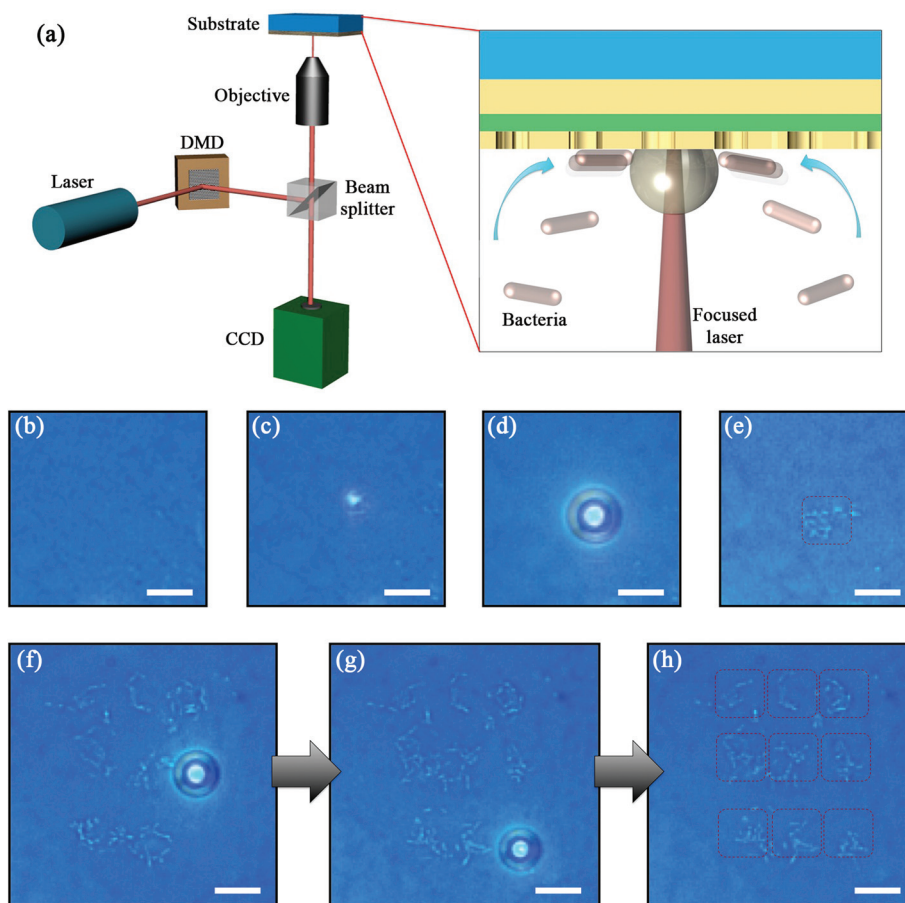 (a)
Substrate
Objective
DMD
Laser
Beam
splitter
CCD
Bacteria
Focused
laser
(b)
(c)
(d)
(e)
(f)
(g)
(h)